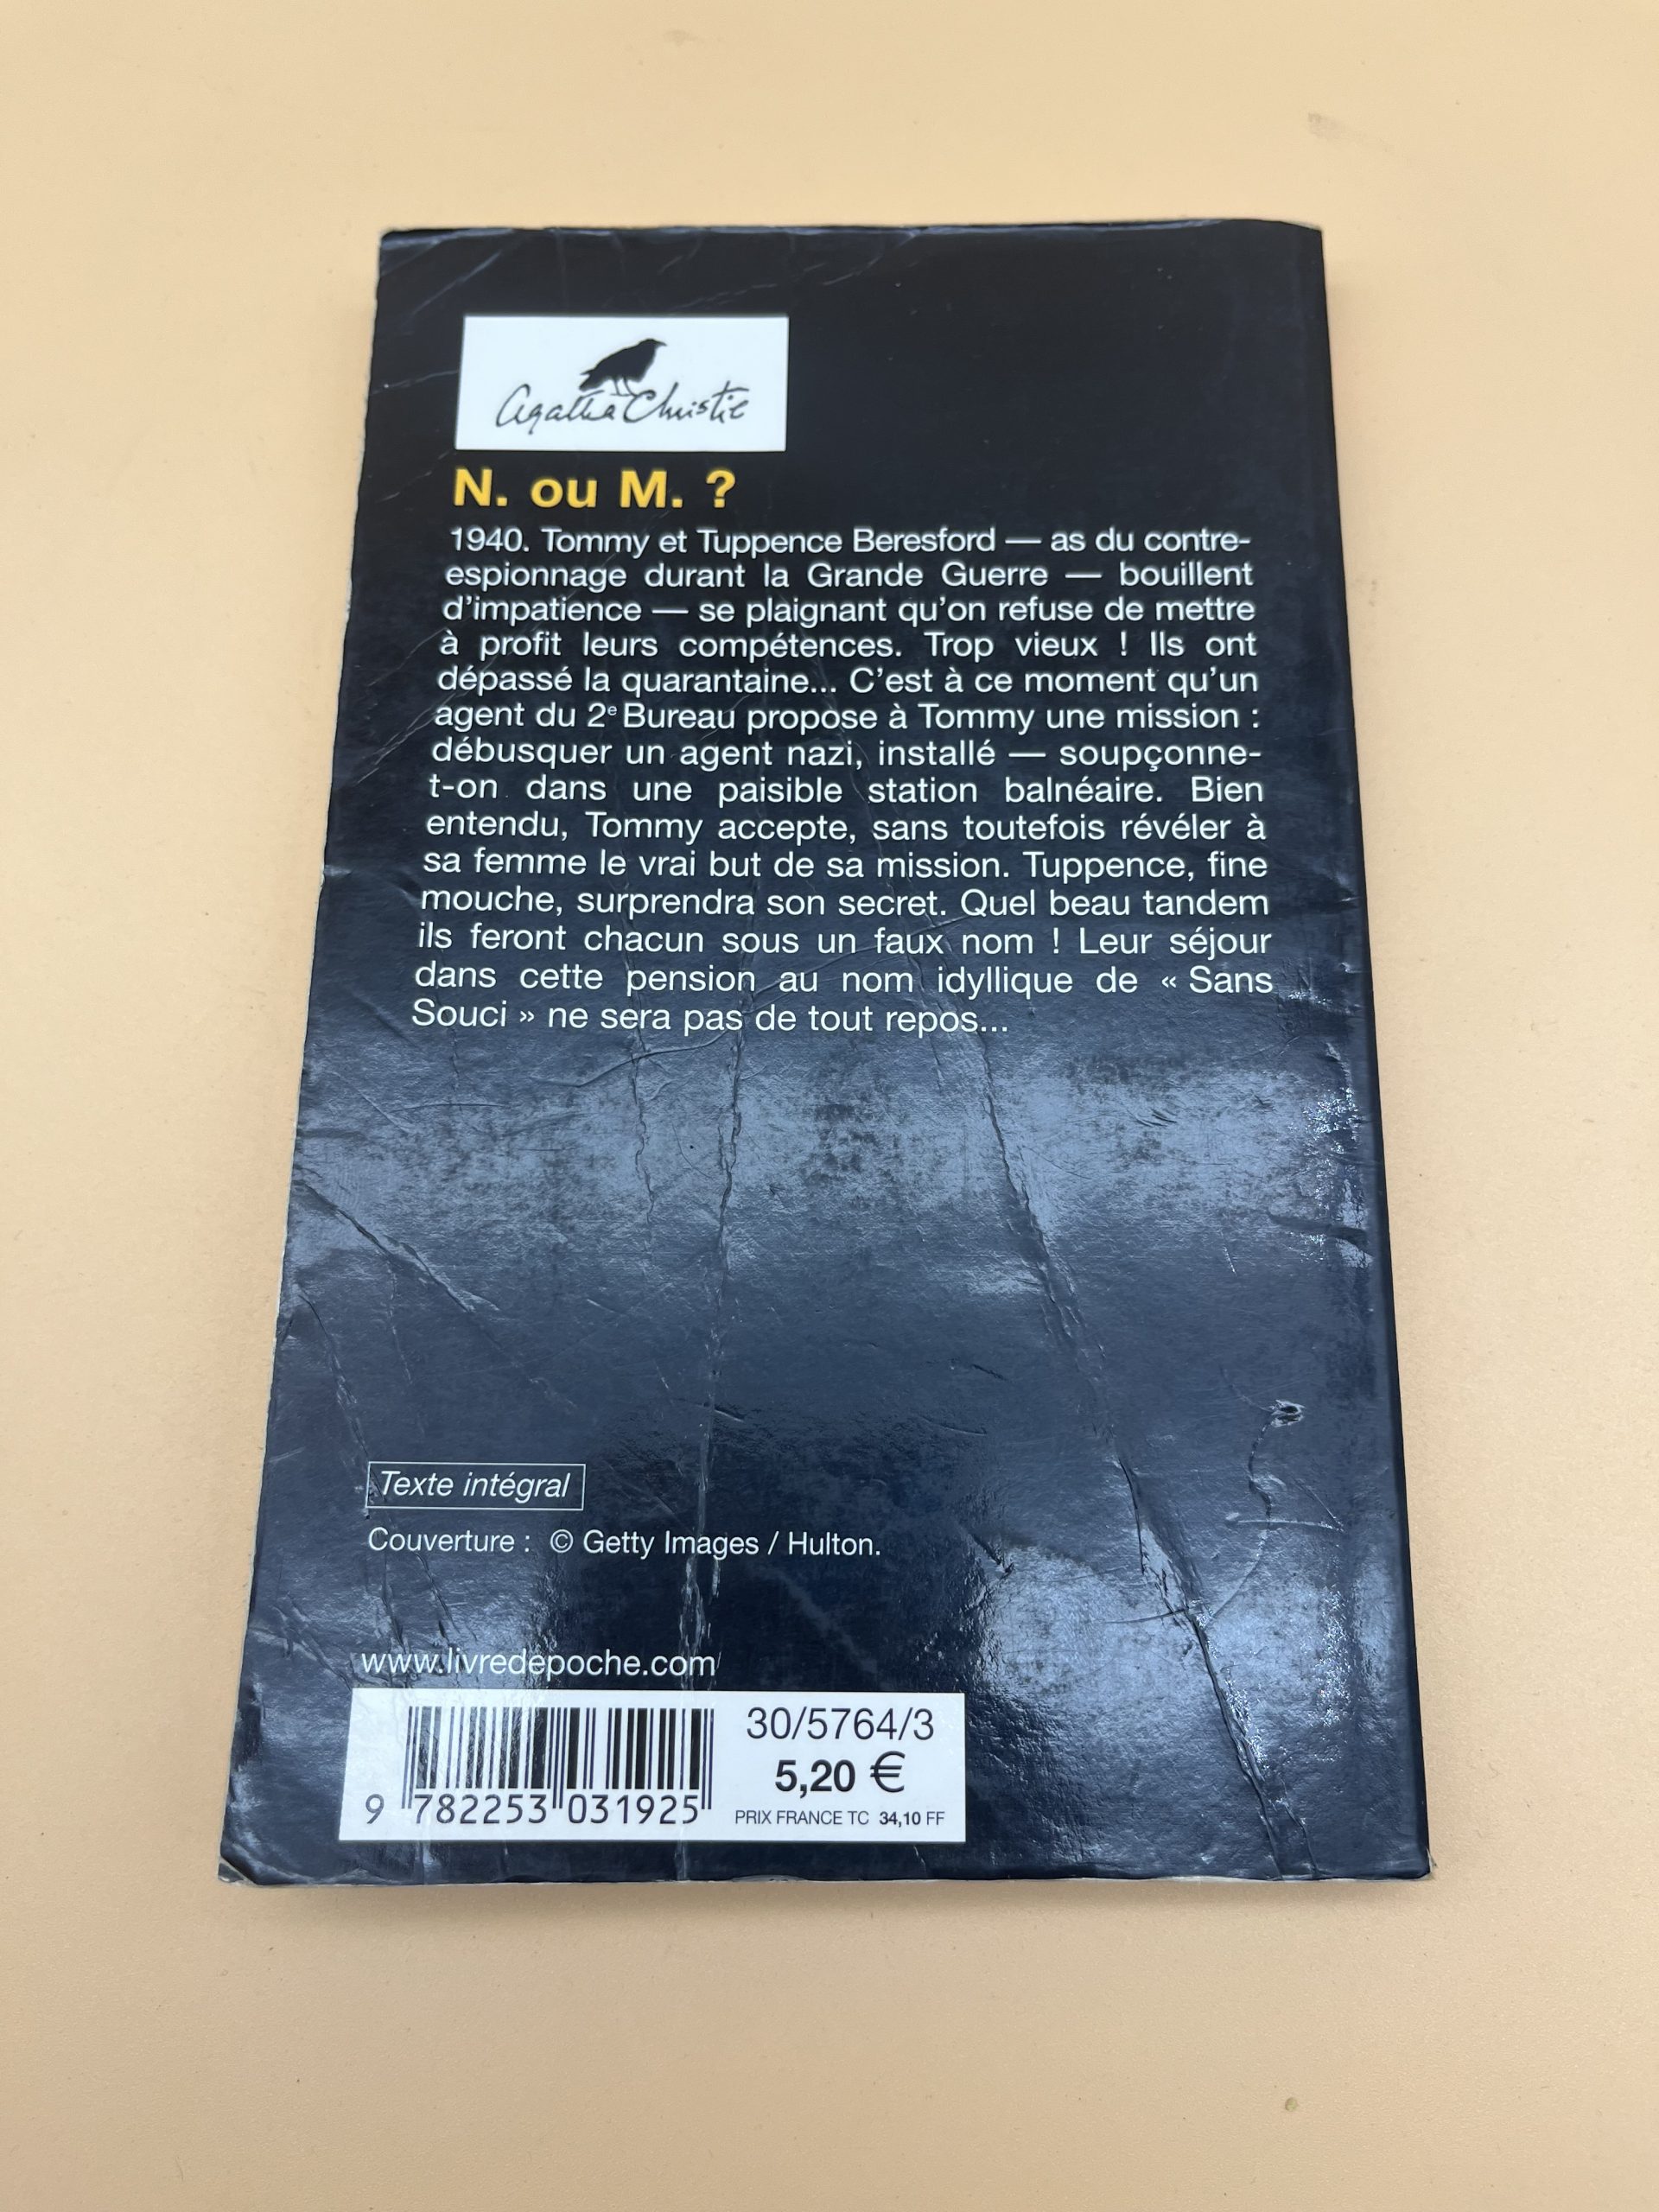 Agatha Christie
N. ou M. ?
1940. Tommy et Tuppence Beresford — as du contre-
espionnage durant la Grande Guerre — bouillent
d'impatience — se plaignant qu'on refuse de mettre
à profit leurs compétences. Trop vieux ! Ils ont
dépassé la quarantaine... C'est à ce moment qu'un
agent du 2e Bureau propose à Tommy une mission :
débusquer un agent nazi, installé — soupçonne-
t-on dans une paisible station balnéaire. Bien
entendu, Tommy accepte, sans toutefois révéler à
sa femme le vrai but de sa mission. Tuppence, fine
mouche, surprendra son secret. Quel beau tandem
ils feront chacun sous un faux nom ! Leur séjour
dans cette pension au nom idyllique de « Sans
Souci » ne sera pas de tout repos...
Texte intégral
Couverture : © Getty Images / Hulton.
www.livredepoche.com
30/5764/3
5,20 €
PRIX FRANCE TC 34,10 FF
9 782253 031925